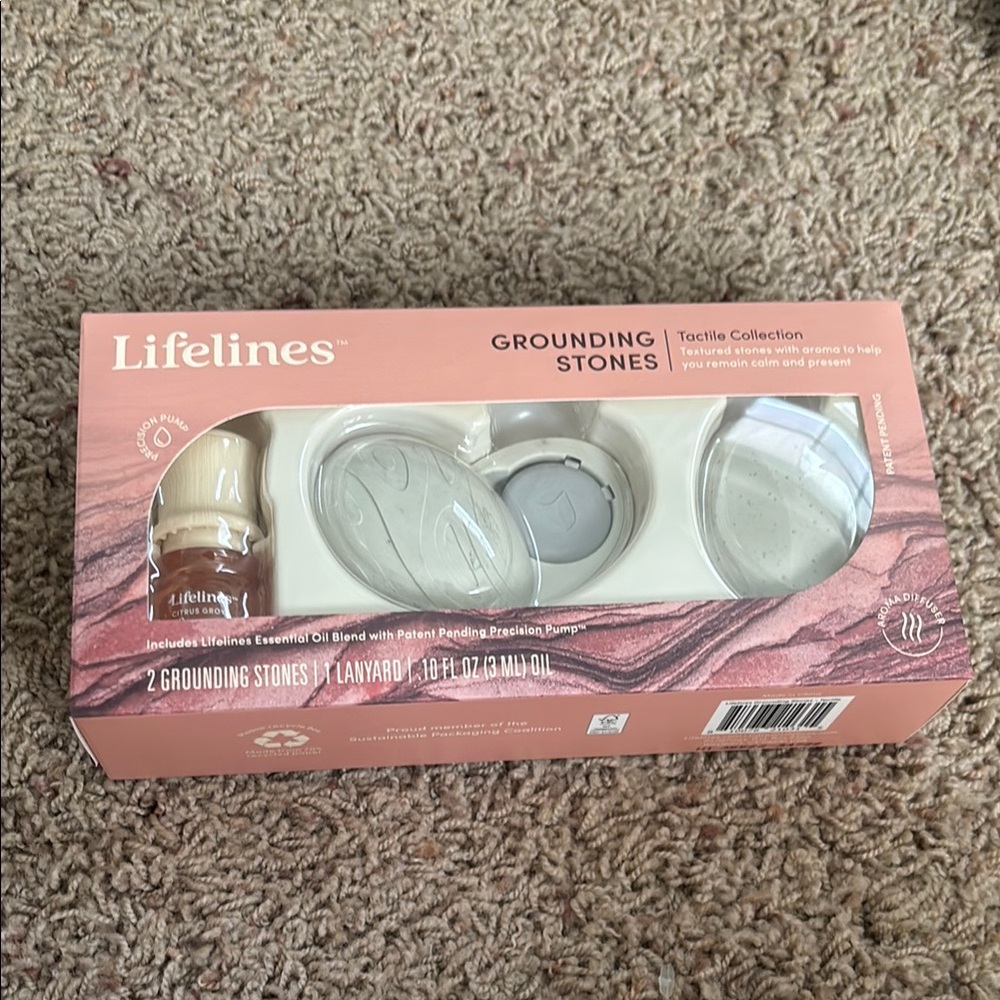 Lifelines™
GROUNDING
STONES
Tactile Collection
Textured stones with aroma to help
you remain calm and present
PRECISION PUMP
PATENT PENDING
Lifelines™
CITRUS GROVE
AROMA DIFFUSER
Includes Lifelines Essential Oil Blend with Patent Pending Precision Pump™
2 GROUNDING STONES | 1 LANYARD | .10 FL OZ (3 ML) OIL
Proud member of the
Sustainable Packaging Coalition